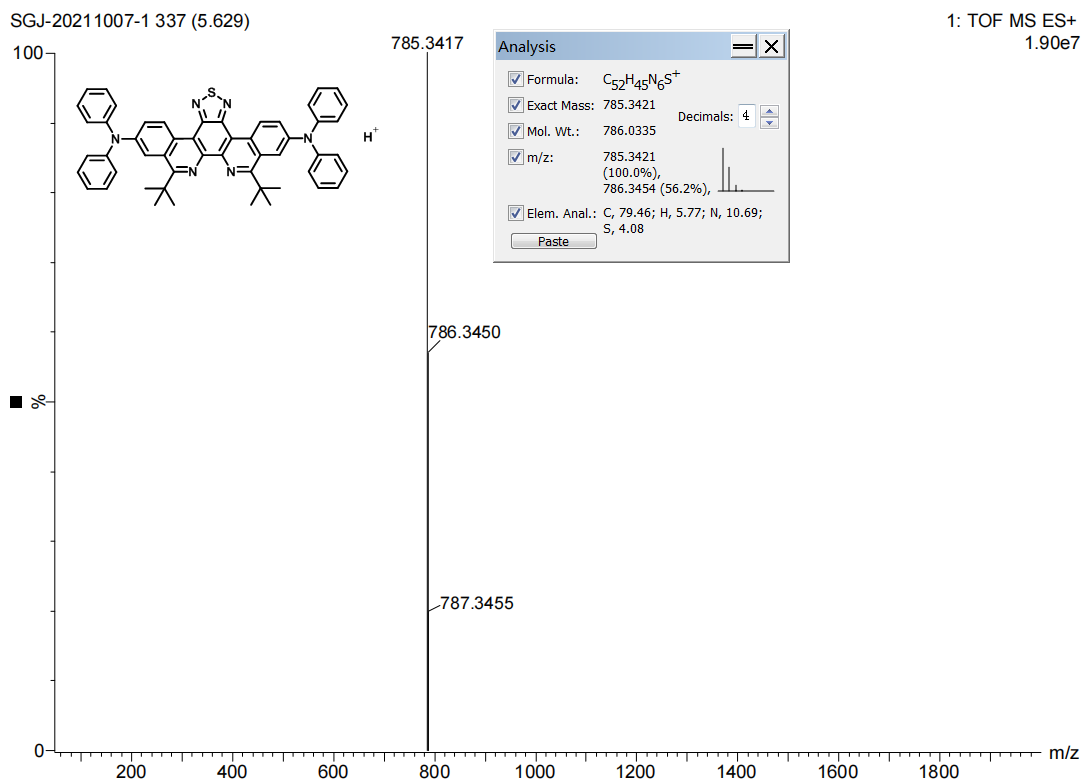 SGJ-20211007-1 337 (5.629)
1: TOF MS ES+
1.90e7
100
785.3417
Analysis
Formula: C52H45N6S+
Exact Mass: 785.3421
Decimals: 4
Mol. Wt.: 786.0335
m/z: 785.3421
(100.0%),
786.3454 (56.2%),
Elem. Anal.: C, 79.46; H, 5.77; N, 10.69;
S, 4.08
Paste
S
N N
N N
H+
N N
786.3450
%
787.3455
0
m/z
200 400 600 800 1000 1200 1400 1600 1800